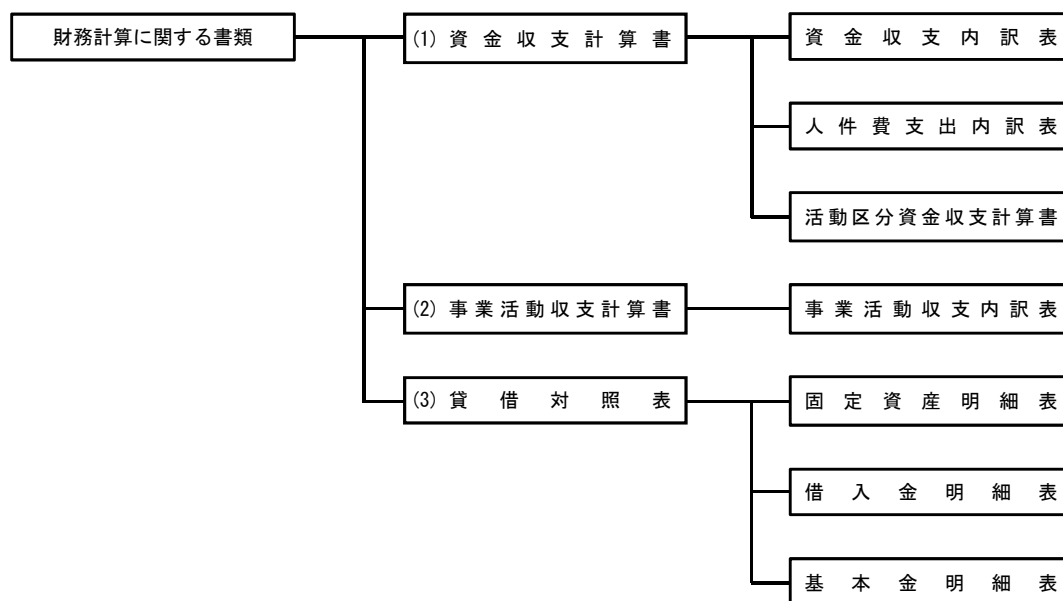 財務計算に関する書類
(1) 資金収支計算書
資金収支内訳表
人件費支出内訳表
活動区分資金収支計算書
(2) 事業活動収支計算書
事業活動収支内訳表
(3) 貸借対照表
固定資産明細表
借入金明細表
基本金明細表